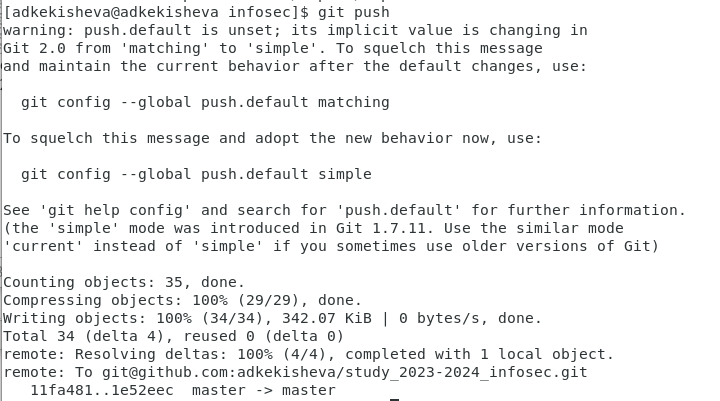 [adkekisheva@adkekisheva infosec]$ git push
warning: push.default is unset; its implicit value is changing in
Git 2.0 from 'matching' to 'simple'. To squelch this message
and maintain the current behavior after the default changes, use:
git config --global push.default matching
To squelch this message and adopt the new behavior now, use:
git config --global push.default simple
See 'git help config' and search for 'push.default' for further information.
(the 'simple' mode was introduced in Git 1.7.11. Use the similar mode
'current' instead of 'simple' if you sometimes use older versions of Git)
Counting objects: 35, done.
Compressing objects: 100% (29/29), done.
Writing objects: 100% (34/34), 342.07 KiB | 0 bytes/s, done.
Total 34 (delta 4), reused 0 (delta 0)
remote: Resolving deltas: 100% (4/4), completed with 1 local object.
remote: To git@github.com:adkekisheva/study_2023-2024_infosec.git
11fa481..1e52eec  master -> master